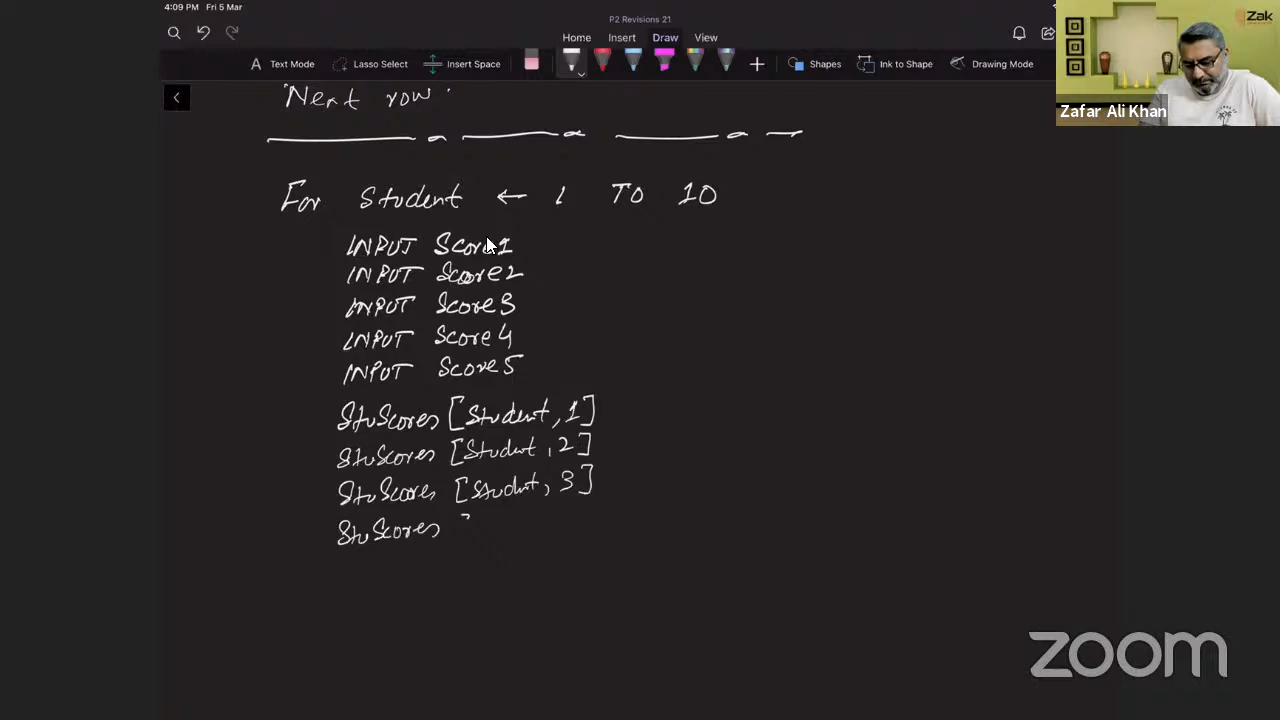 4:09 PM Fri 5 Mar
P2 Revisions 21
Home Insert Draw View
Text Mode Lasso Select Insert Space Shapes Ink to Shape Drawing Mode
Zak
Zafar Ali Khan
"Next row"
For Student ← 1 TO 10
INPUT Score1
INPUT Score2
INPUT Score3
INPUT Score4
INPUT Score5
StuScores [Student, 1]
StuScores [Student, 2]
StuScores [Student, 3]
StuScores
zoom